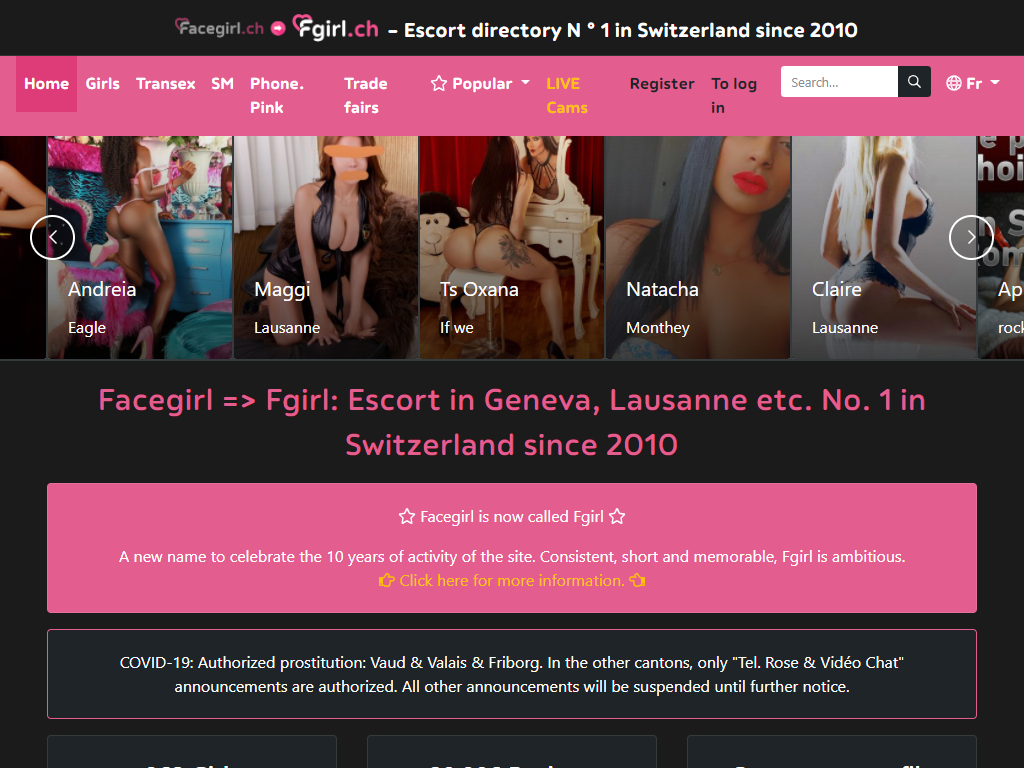 Facegirl.ch Fgirl.ch – Escort directory N ° 1 in Switzerland since 2010
Home Girls Transex SM Phone. Pink Trade fairs Popular LIVE Cams Register To log in Search... Fr
Andreia
Eagle
Maggi
Lausanne
Ts Oxana
If we
Natacha
Monthey
Claire
Lausanne
Ap
rock
Facegirl => Fgirl: Escort in Geneva, Lausanne etc. No. 1 in
Switzerland since 2010
Facegirl is now called Fgirl
A new name to celebrate the 10 years of activity of the site. Consistent, short and memorable, Fgirl is ambitious.
Click here for more information.
COVID-19: Authorized prostitution: Vaud & Valais & Friborg. In the other cantons, only "Tel. Rose & Vidéo Chat"
announcements are authorized. All other announcements will be suspended until further notice.